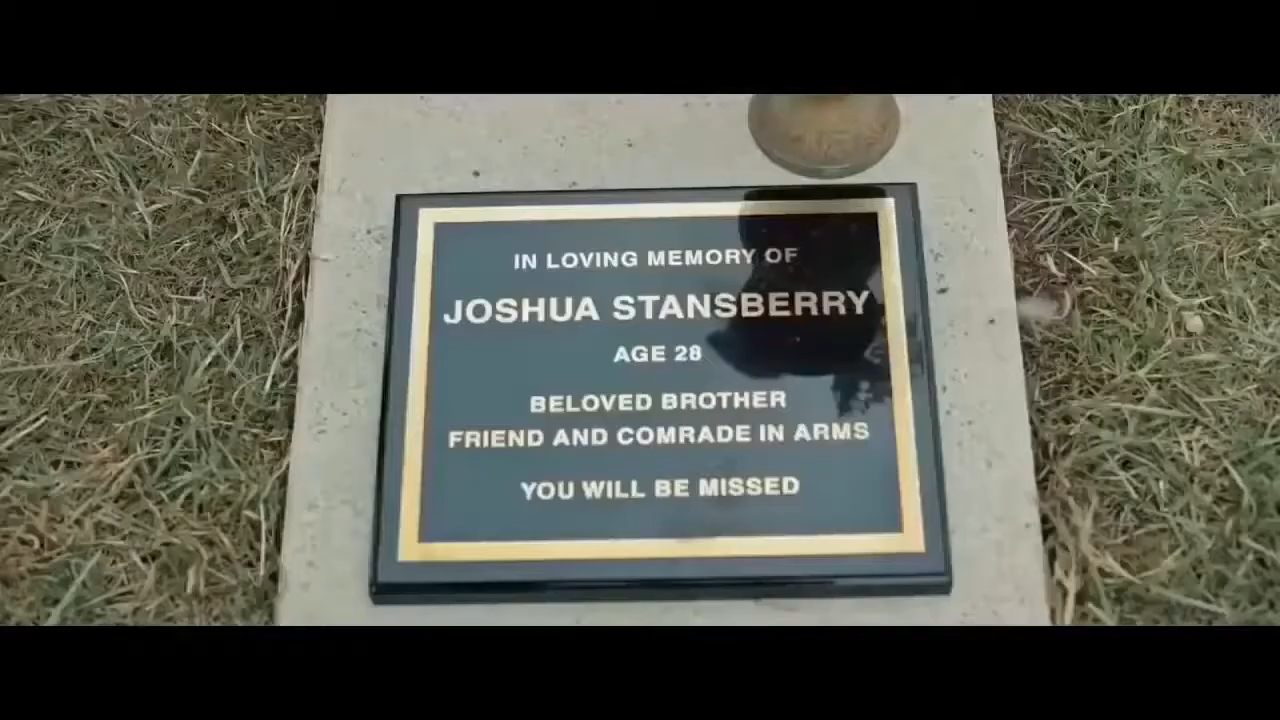 IN LOVING MEMORY OF
JOSHUA STANSBERRY
AGE 28
BELOVED BROTHER
FRIEND AND COMRADE IN ARMS
YOU WILL BE MISSED